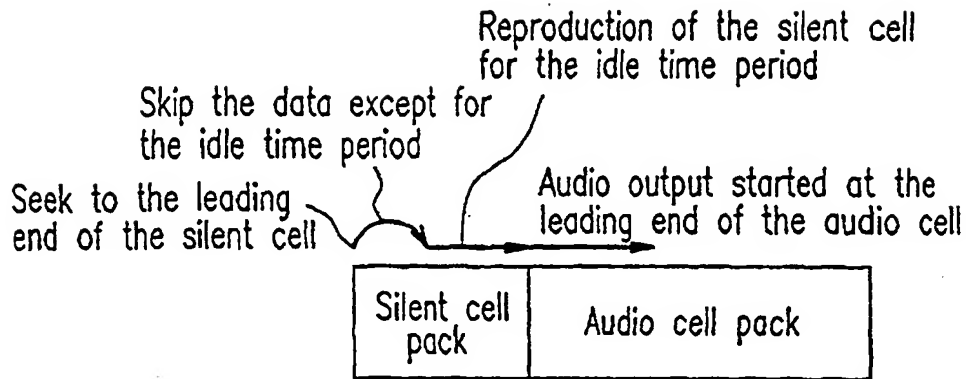 Reproduction of the silent cell
for the idle time period
Skip the data except for
the idle time period
Seek to the leading
end of the silent cell
Audio output started at the
leading end of the audio cell
Silent cell
pack
Audio cell pack